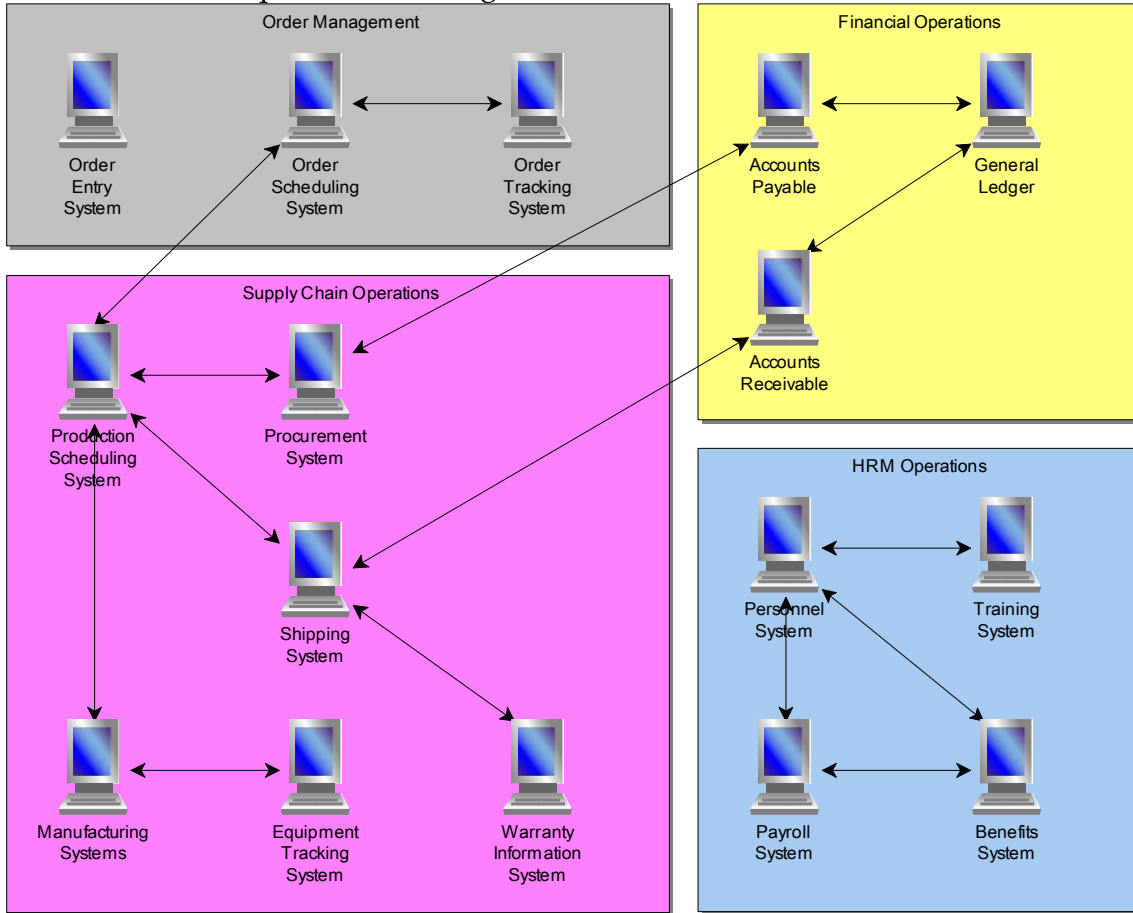 Order Management
Order
Entry
System
Order
Scheduling
System
Order
Tracking
System
Financial Operations
Accounts
Payable
General
Ledger
Accounts
Receivable
Supply Chain Operations
Production
Scheduling
System
Procurement
System
Shipping
System
Manufacturing
Systems
Equipment
Tracking
System
Warranty
Information
System
HRM Operations
Personnel
System
Training
System
Payroll
System
Benefits
System